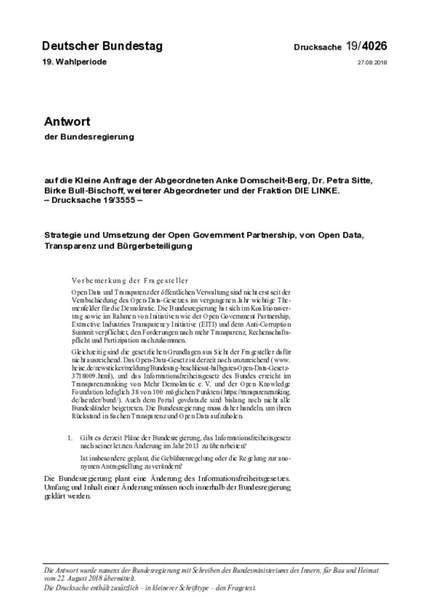 Deutscher Bundestag
19. Wahlperiode
Drucksache 19/4026
27.08.2018
Antwort
der Bundesregierung
auf die Kleine Anfrage der Abgeordneten Anke Domscheit-Berg, Dr. Petra Sitte,
Birke Bull-Bischoff, weiterer Abgeordneter und der Fraktion DIE LINKE.
– Drucksache 19/3555 –
Strategie und Umsetzung der Open Government Partnership, von Open Data,
Transparenz und Bürgerbeteiligung
Vorbemerkung der Fragesteller
Open Data und Transparenz der öffentlichen Verwaltung sind nicht erst seit der
Verabschiedung des Open-Data-Gesetzes im vergangenen Jahr wichtige The-
menfelder für die Demokratie. Die Bundesregierung hat sich im Koalitionsver-
trag sowie im Rahmen von Initiativen wie der Open Government Partnership,
Extractive Industries Transparency Initiative (EITI) und dem Anti-Corruption
Summit verpflichtet, den Forderungen nach mehr Transparenz, Rechenschafts-
pflicht und Partizipation nachzukommen.
Gleichzeitig sind die gesetzlichen Grundlagen aus Sicht der Fragesteller dafür
nicht ausreichend. Das Open-Data-Gesetz ist derzeit noch unzureichend (www.
heise.de/newsticker/meldung/Bundestag-beschliesst-halbgares-Open-Data-Gesetz-
3718009.html), und das Informationsfreiheitsgesetz des Bundes erreicht im
Transparenzranking von Mehr Demokratie e. V. und der Open Knowledge
Foundation lediglich 38 von 100 möglichen Punkten (https://transparenzranking.
de/laender/bund/). Auch dem Portal govdata.de sind bislang noch nicht alle
Bundesländer beigetreten. Die Bundesregierung muss daher handeln, um ihren
Rückstand in Sachen Transparenz und Open Data aufzuholen.
1. Gibt es derzeit Pläne der Bundesregierung, das Informationsfreiheitsgesetz
nach seiner letzten Änderung im Jahr 2013 zu überarbeiten?
Ist insbesondere geplant, die Gebührenregelung oder die Regelung zur ano-
nymen Antragstellung zu verändern?
Die Bundesregierung plant eine Änderung des Informationsfreiheitsgesetzes.
Umfang und Inhalt einer Änderung müssen noch innerhalb der Bundesregierung
geklärt werden.
Die Antwort wurde namens der Bundesregierung mit Schreiben des Bundesministeriums des Innern, für Bau und Heimat
vom 22. August 2018 übermittelt.
Die Drucksache enthält zusätzlich – in kleinerer Schrifttype – den Fragetext.